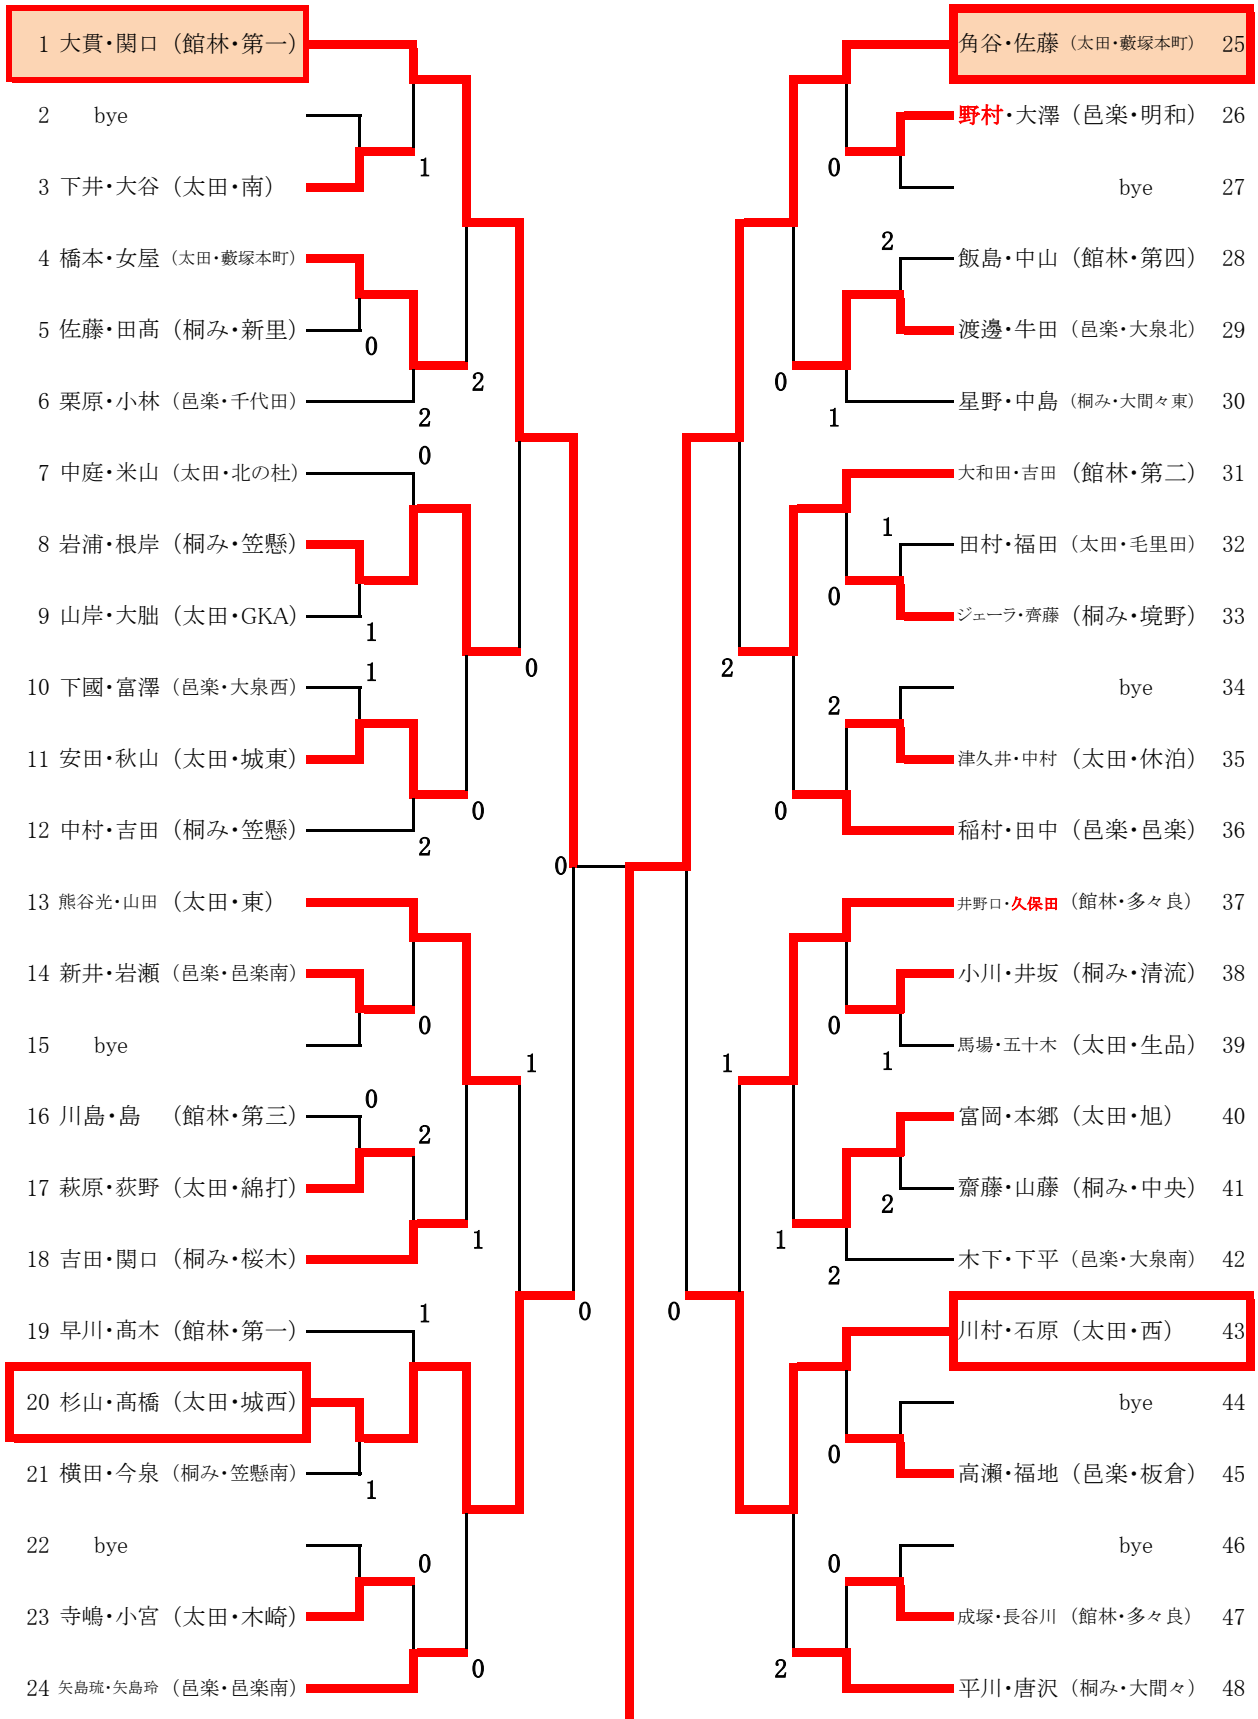 1 大貫・関口（館林・第一）
2 bye
1
3 下井・大谷（太田・南）
4 橋本・女屋（太田・藪塚本町）
5 佐藤・田髙（桐み・新里）
0
2
6 栗原・小林（邑楽・千代田）
2
0
7 中庭・米山（太田・北の杜）
8 岩浦・根岸（桐み・笠懸）
9 山岸・大朏（太田・GKA）
1
0
1
10 下國・富澤（邑楽・大泉西）
11 安田・秋山（太田・城東）
0
12 中村・吉田（桐み・笠懸）
2
0
13 熊谷光・山田（太田・東）
14 新井・岩瀬（邑楽・邑楽南）
0
15 bye
1
0
16 川島・島（館林・第三）
2
17 萩原・荻野（太田・綿打）
1
18 吉田・関口（桐み・桜木）
0
1
19 早川・髙木（館林・第一）
20 杉山・髙橋（太田・城西）
21 横田・今泉（桐み・笠懸南）
1
22 bye
0
23 寺嶋・小宮（太田・木崎）
0
24 矢島琉・矢島玲（邑楽・邑楽南）
角谷・佐藤（太田・藪塚本町） 25
野村・大澤（邑楽・明和） 26
0
bye 27
2
飯島・中山（館林・第四） 28
渡邊・牛田（邑楽・大泉北） 29
0
星野・中島（桐み・大間々東） 30
1
大和田・吉田（館林・第二） 31
1
田村・福田（太田・毛里田） 32
0
ジェーラ・齊藤（桐み・境野） 33
2
bye 34
2
津久井・中村（太田・休泊） 35
0
稲村・田中（邑楽・邑楽） 36
井野口・久保田（館林・多々良） 37
小川・井坂（桐み・清流） 38
0
馬場・五十木（太田・生品） 39
1
1
富岡・本郷（太田・旭） 40
齋藤・山藤（桐み・中央） 41
2
1
木下・下平（邑楽・大泉南） 42
2
0
川村・石原（太田・西） 43
bye 44
0
高瀬・福地（邑楽・板倉） 45
bye 46
0
成塚・長谷川（館林・多々良） 47
2
平川・唐沢（桐み・大間々） 48